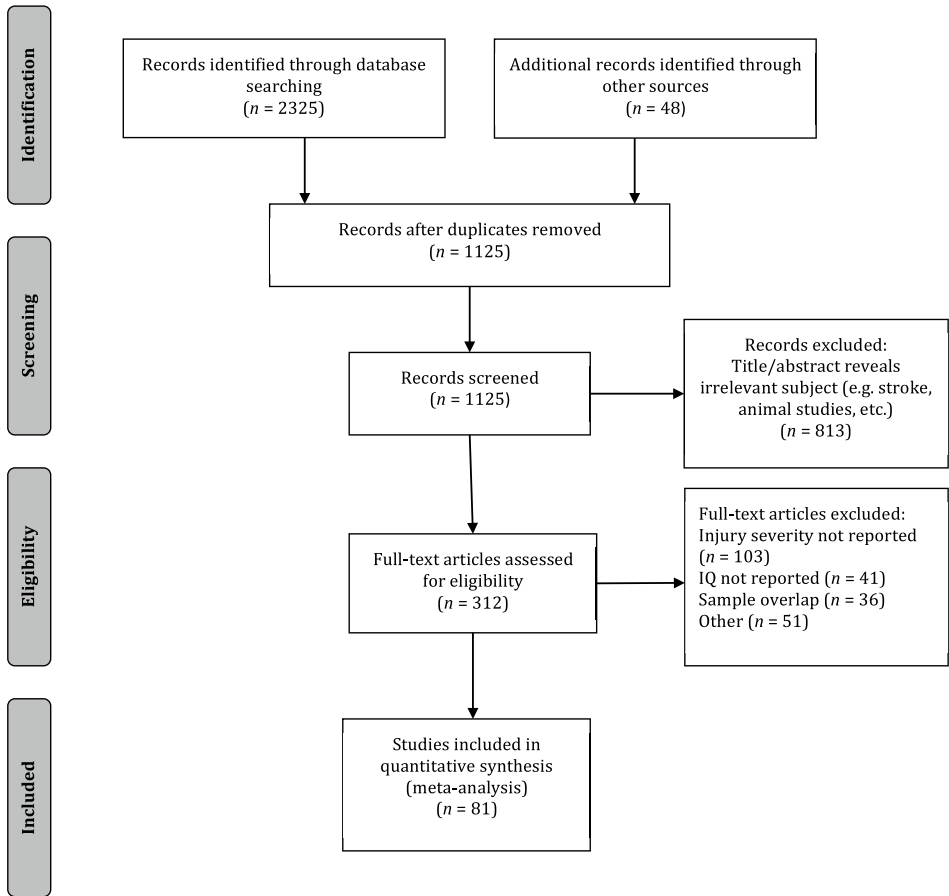 Identification
Records identified through database
searching
(n = 2325)
Additional records identified through
other sources
(n = 48)
Records after duplicates removed
(n = 1125)
Screening
Records screened
(n = 1125)
Records excluded:
Title/abstract reveals
irrelevant subject (e.g. stroke,
animal studies, etc.)
(n = 813)
Eligibility
Full-text articles assessed
for eligibility
(n = 312)
Full-text articles excluded:
Injury severity not reported
(n = 103)
IQ not reported (n = 41)
Sample overlap (n = 36)
Other (n = 51)
Included
Studies included in
quantitative synthesis
(meta-analysis)
(n = 81)